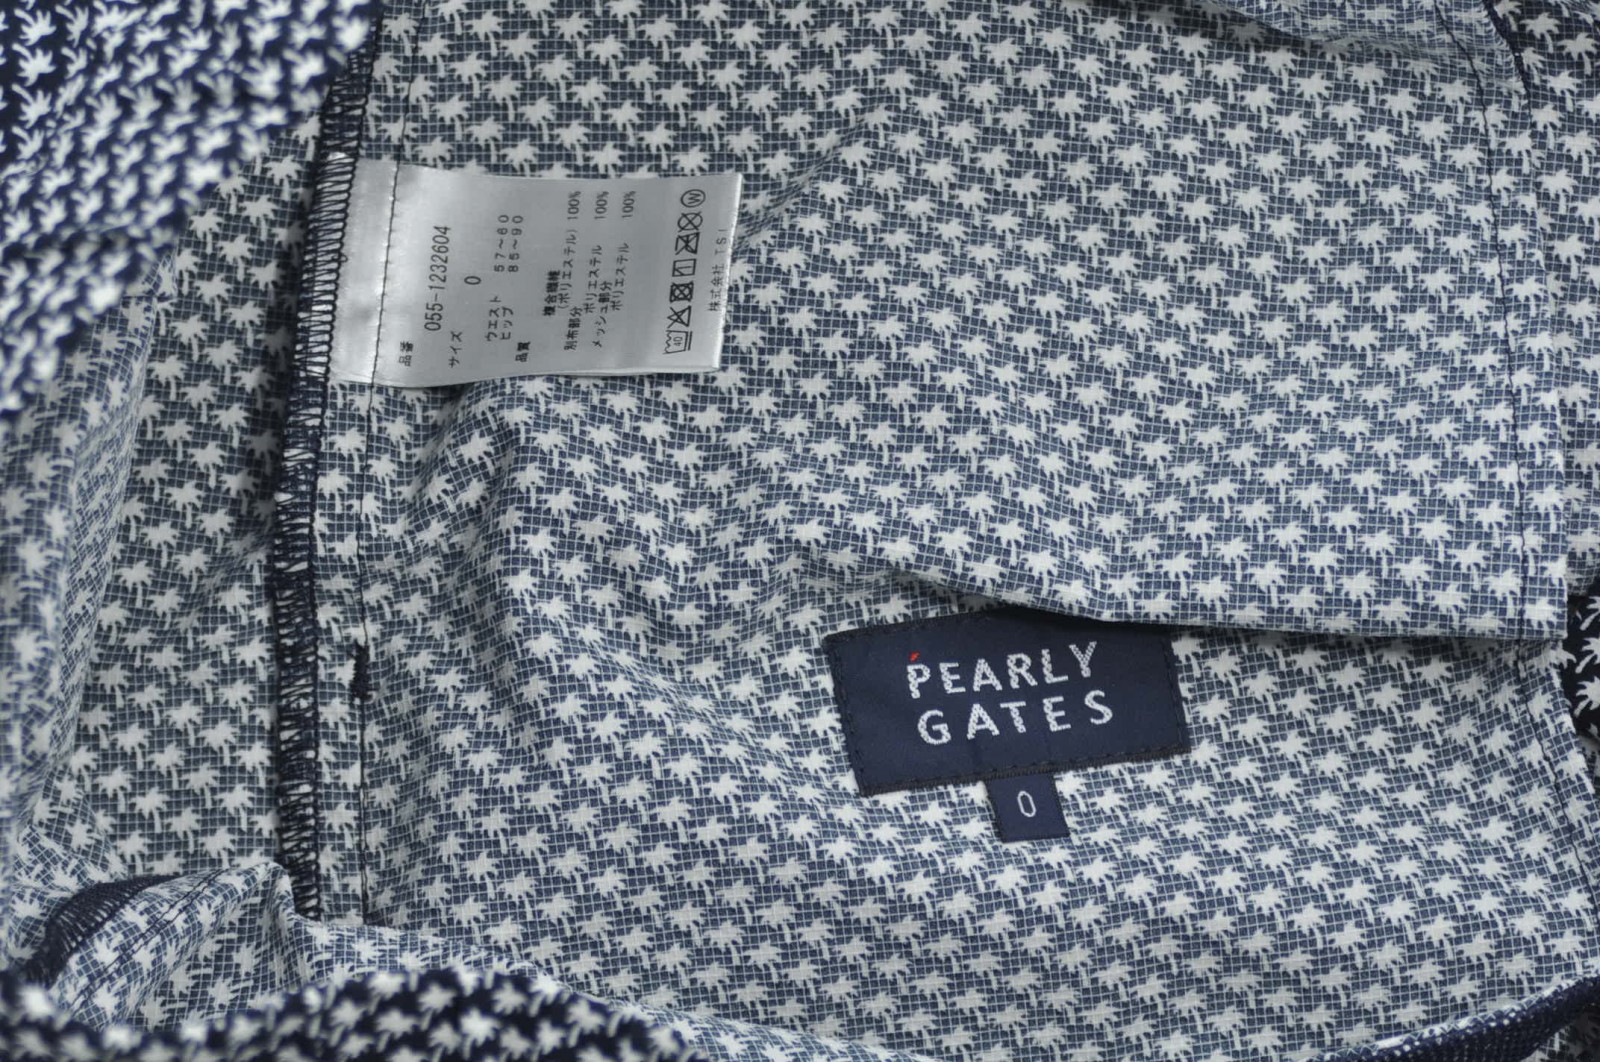 品番
055-1232604
サイズ 0
ウエスト 57~60
ヒップ 85~90
品質
複合繊維
(ポリエステル) 100%
別布部分
ポリエステル 100%
メッシュ部分
ポリエステル 100%
40
W
株式会社 TSI
PEARLY
GATES
0